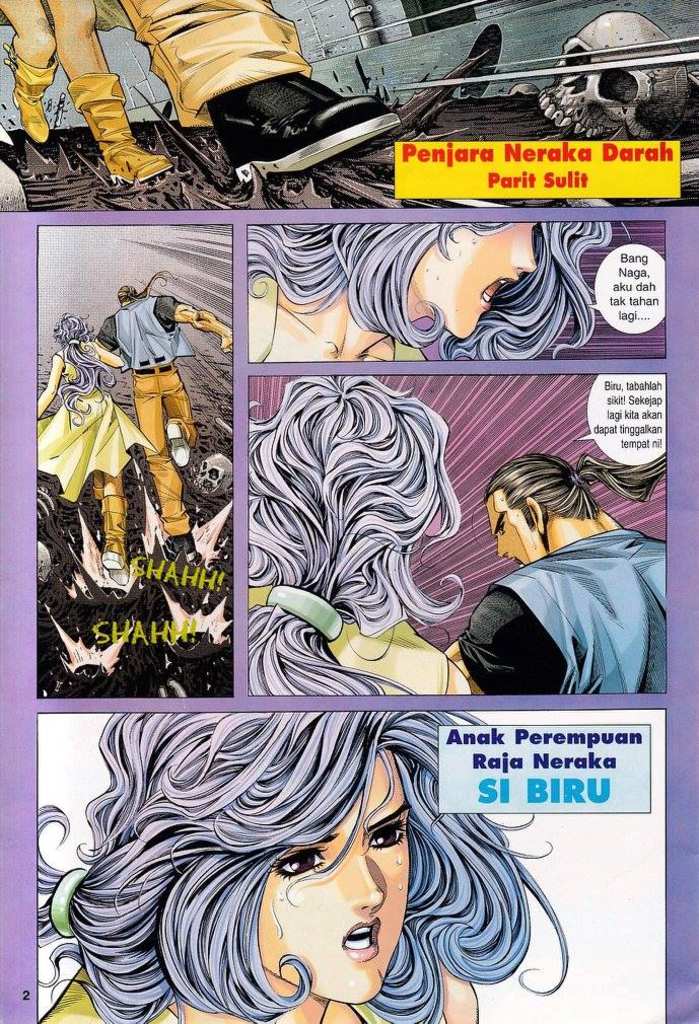 Penjara Neraka Darah
Parit Sulit
Bang
Naga,
aku dah
tak tahan
lagi....
Biru, tabahlah
sikit! Sekejap
lagi kita akan
dapat tinggalkan
tempat ni!
SHAHH!
SHAHH!
Anak Perempuan
Raja Neraka
SI BIRU
2